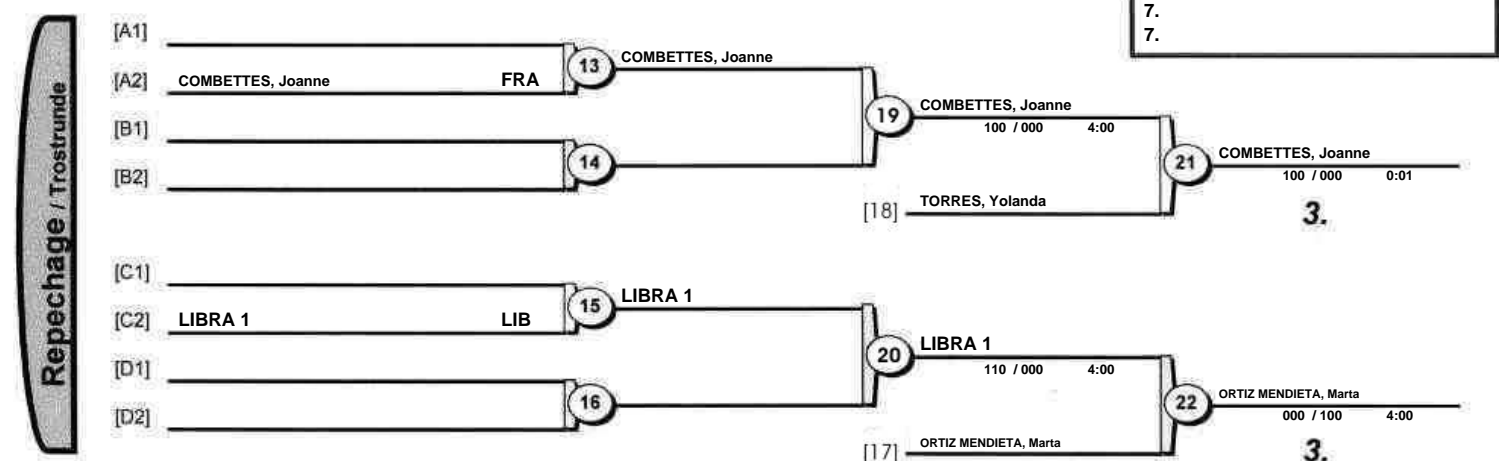 7.
7.
Repechage / Trostrunde
[A1]
[A2] COMBETTES, Joanne FRA
13 COMBETTES, Joanne
[B1]
[B2]
14
19 COMBETTES, Joanne
100 / 000 4:00
[18] TORRES, Yolanda
21 COMBETTES, Joanne
100 / 000 0:01
3.
[C1]
[C2] LIBRA 1 LIB
15 LIBRA 1
[D1]
[D2]
16
20 LIBRA 1
110 / 000 4:00
[17] ORTIZ MENDIETA, Marta
22 ORTIZ MENDIETA, Marta
000 / 100 4:00
3.